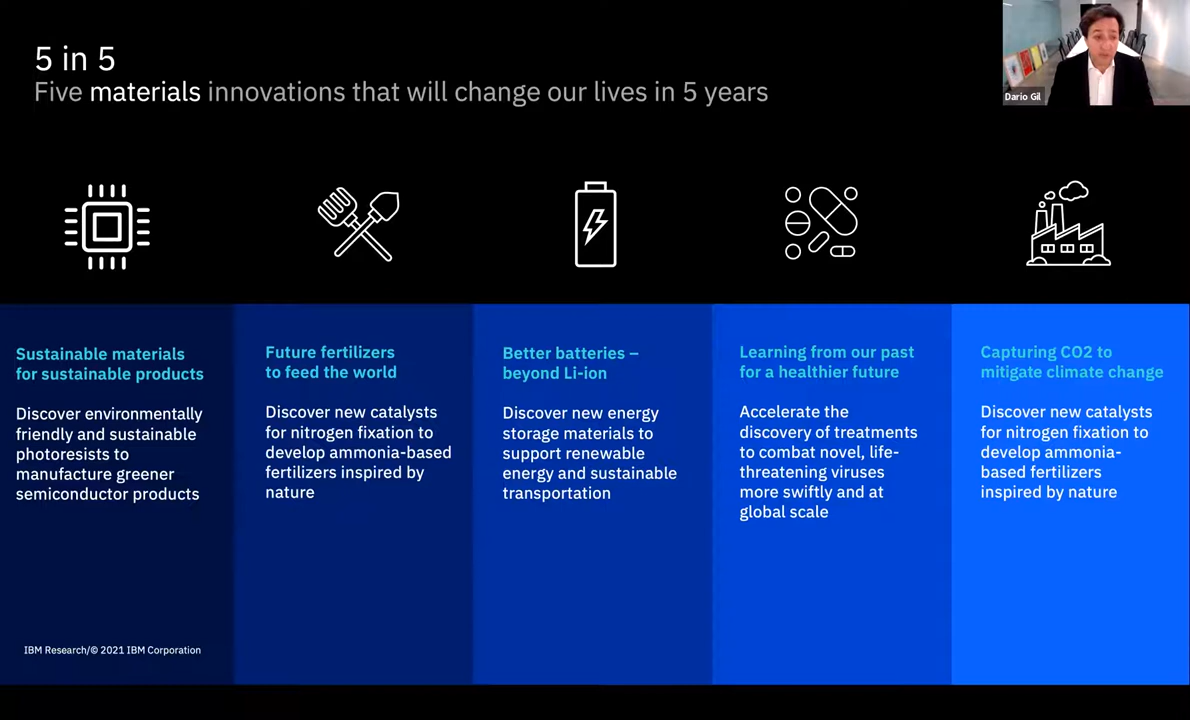 5 in 5
Five materials innovations that will change our lives in 5 years
Dario Gil
Sustainable materials
for sustainable products
Discover environmentally
friendly and sustainable
photoresists to
manufacture greener
semiconductor products
Future fertilizers
to feed the world
Discover new catalysts
for nitrogen fixation to
develop ammonia-based
fertilizers inspired by
nature
Better batteries –
beyond Li-ion
Discover new energy
storage materials to
support renewable
energy and sustainable
transportation
Learning from our past
for a healthier future
Accelerate the
discovery of treatments
to combat novel, life-
threatening viruses
more swiftly and at
global scale
Capturing CO2 to
mitigate climate change
Discover new catalysts
for nitrogen fixation to
develop ammonia-
based fertilizers
inspired by nature
IBM Research/© 2021 IBM Corporation